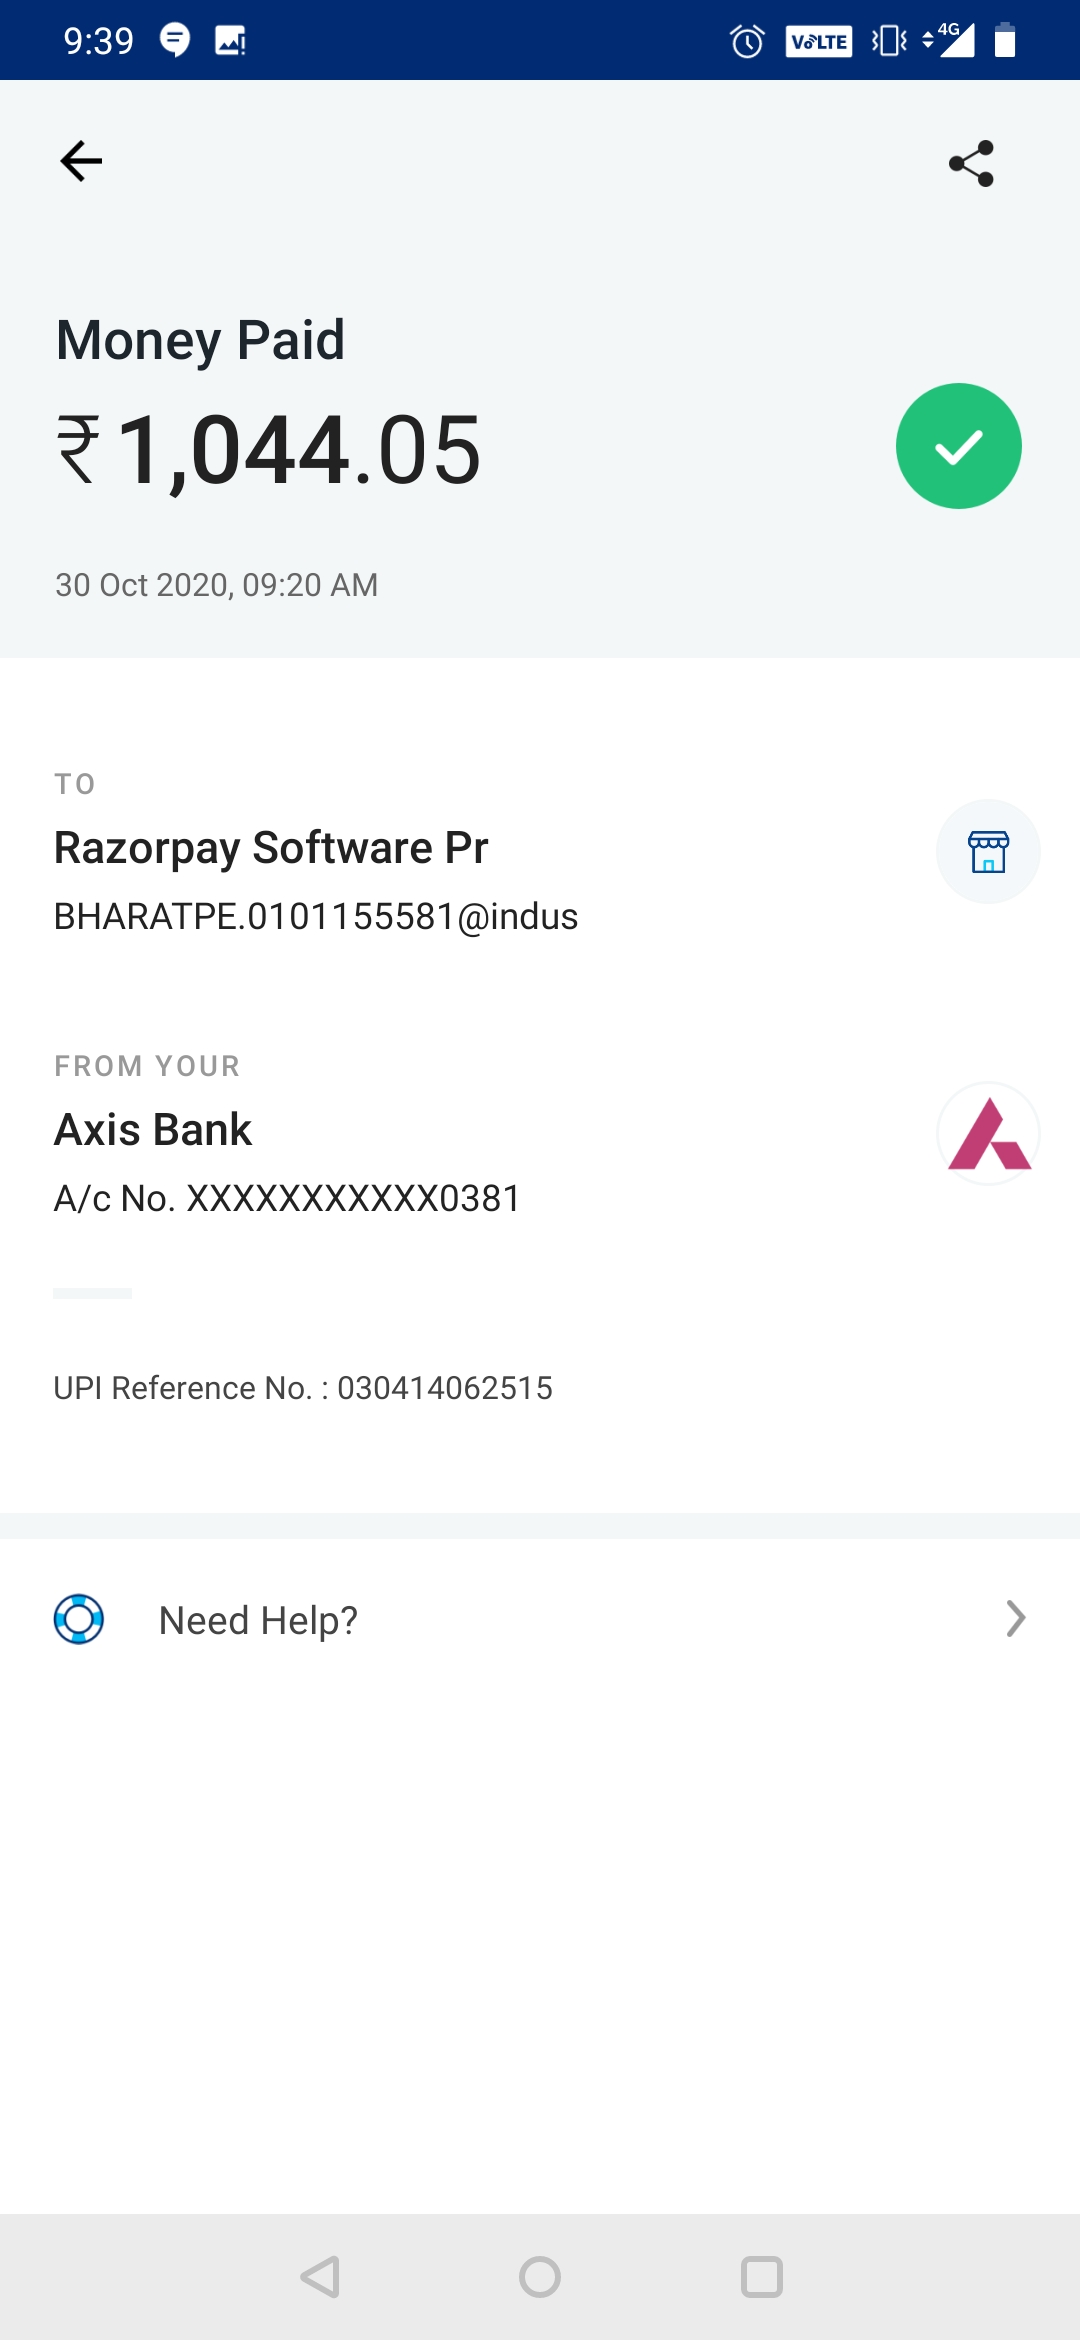 9:39
VoLTE 4G
Money Paid
₹1,044.05
30 Oct 2020, 09:20 AM
TO
Razorpay Software Pr
BHARATPE.0101155581@indus
FROM YOUR
Axis Bank
A/c No. XXXXXXXXXXX0381
UPI Reference No. : 030414062515
Need Help?